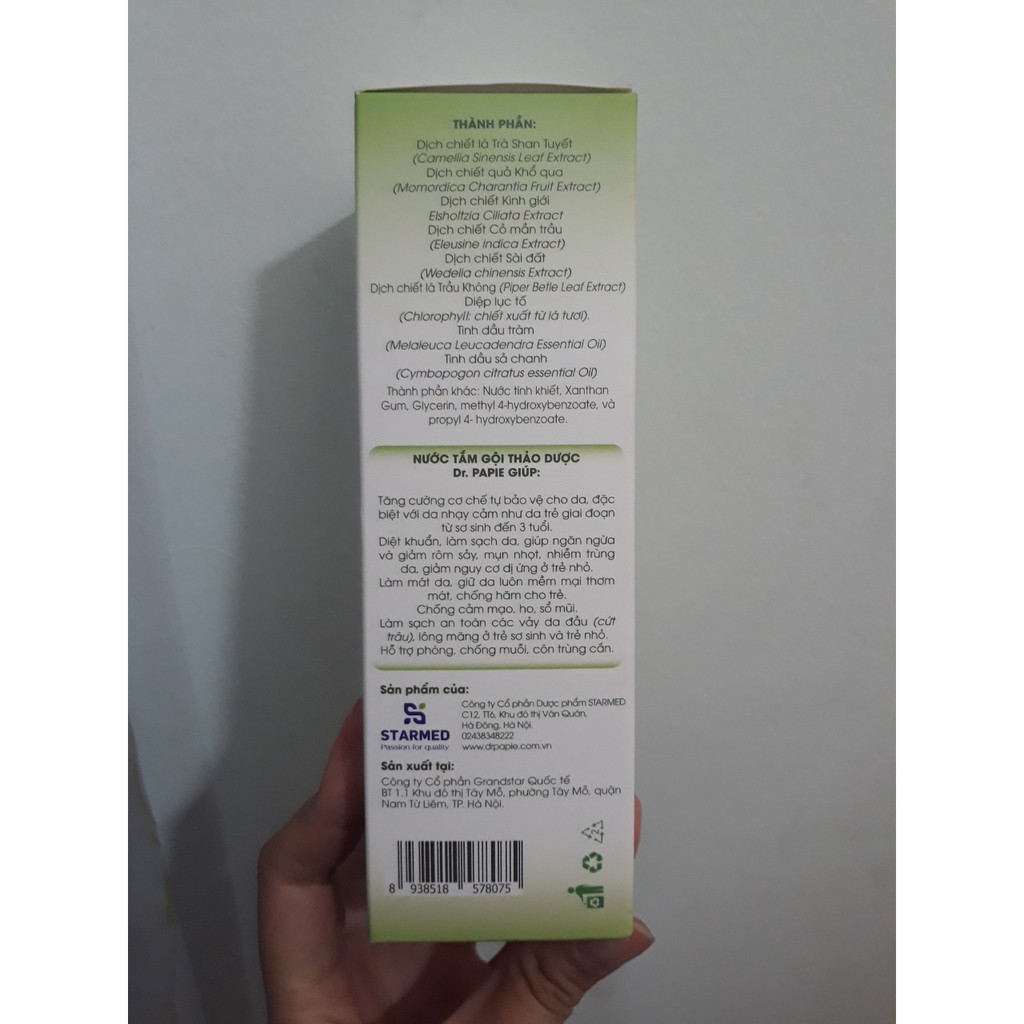 THÀNH PHẦN:
Dịch chiết lá Trà Shan Tuyết
(Camellia Sinensis Leaf Extract)
Dịch chiết quả Khổ qua
(Momordica Charantia Fruit Extract)
Dịch chiết Kinh giới
Elsholtzia Ciliata Extract
Dịch chiết Cỏ mần trầu
(Eleusine indica Extract)
Dịch chiết Sài đất
(Wedelia chinensis Extract)
Dịch chiết lá Trầu Không (Piper Betle Leaf Extract)
Diệp lục tố
(Chlorophyll: chiết xuất từ lá tươi).
Tinh dầu tràm
(Melaleuca Leucadendra Essential Oil)
Tinh dầu sả chanh
(Cymbopogon citratus essential Oil)
Thành phần khác: Nước tinh khiết, Xanthan
Gum, Glycerin, methyl 4-hydroxybenzoate, và
propyl 4- hydroxybenzoate.
NƯỚC TẮM GỘI THẢO DƯỢC
Dr. PAPIE GIÚP:
Tăng cường cơ chế tự bảo vệ cho da, đặc
biệt với da nhạy cảm như da trẻ giai đoạn
từ sơ sinh đến 3 tuổi.
Diệt khuẩn, làm sạch da, giúp ngăn ngừa
và giảm rôm sảy, mụn nhọt, nhiễm trùng
da, giảm nguy cơ dị ứng ở trẻ nhỏ.
Làm mát da, giữ da luôn mềm mại thơm
mát, chống hăm cho trẻ.
Chống cảm mạo, ho, sổ mũi.
Làm sạch an toàn các vảy da đầu (cứt
trâu), lông măng ở trẻ sơ sinh và trẻ nhỏ.
Hỗ trợ phòng, chống muỗi, côn trùng cắn.
Sản phẩm của:
STARMED
Passion for quality
Công ty Cổ phần Dược phẩm STARMED
C12, TT6, Khu đô thị Văn Quán,
Hà Đông, Hà Nội.
02438348222
www.drpapie.com.vn
Sản xuất tại:
Công ty Cổ phần Grandstar Quốc tế
BT 1.1 Khu đô thị Tây Mỗ, phường Tây Mỗ, quận
Nam Từ Liêm, TP. Hà Nội.
8 938518 578075
2